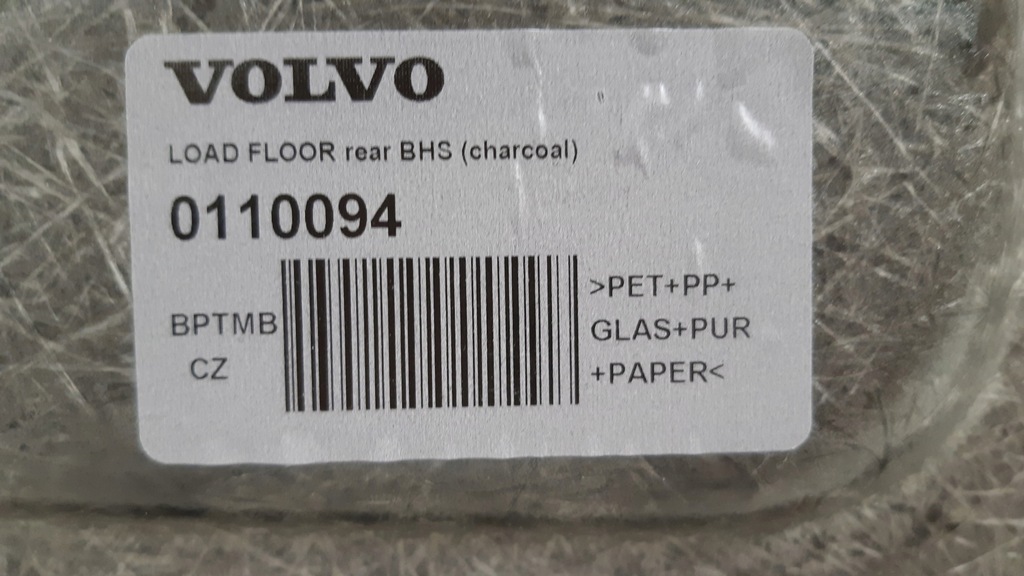 VOLVO
LOAD FLOOR rear BHS (charcoal)
0110094
BPTMB
CZ
>PET+PP+
GLAS+PUR
+PAPER<